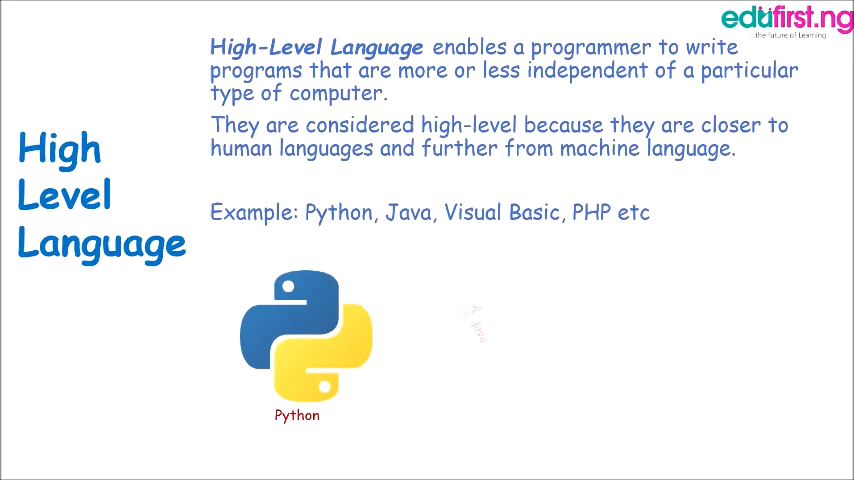 edufirst.ng
...the future of Learning
High-Level Language enables a programmer to write
programs that are more or less independent of a particular
type of computer.
They are considered high-level because they are closer to
human languages and further from machine language.
High
Level
Language
Example: Python, Java, Visual Basic, PHP etc
Java
Python